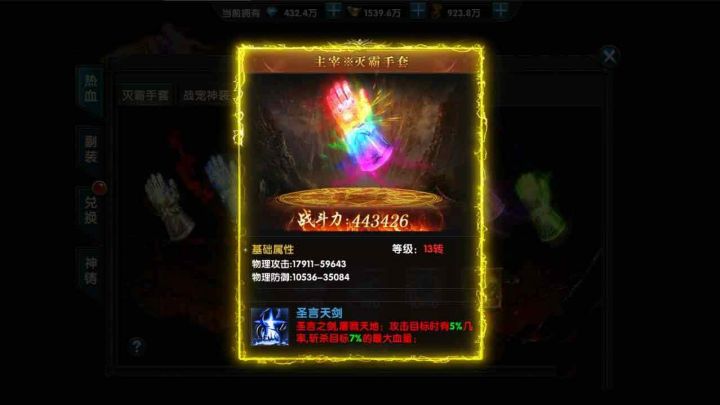 当前拥有 432.4万 1539.6万 923.8万
主宰※灭霸手套
热血
灭霸手套 战宠神装
副装
兑换
神铸
战斗力:443426
基础属性 等级：13转
物理攻击:17911-59643
物理防御:10536-35084
圣言天剑
圣言之剑,屠戮天地；攻击目标时有5%几
率,斩杀目标7%的最大血量；
?